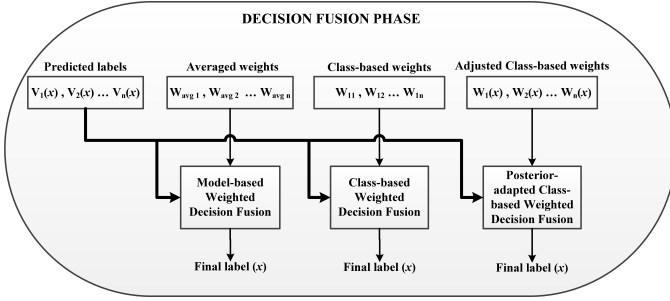 DECISION FUSION PHASE
Predicted labels
Averaged weights
Class-based weights
Adjusted Class-based weights
V1(x) , V2(x) … Vn(x)
Wavg 1 , Wavg 2 … Wavg n
W11 , W12 … W1n
W1(x) , W2(x) … Wn(x)
Model-based
Weighted
Decision Fusion
Class-based
Weighted
Decision Fusion
Posterior-
adapted Class-
based Weighted
Decision Fusion
Final label (x)
Final label (x)
Final label (x)